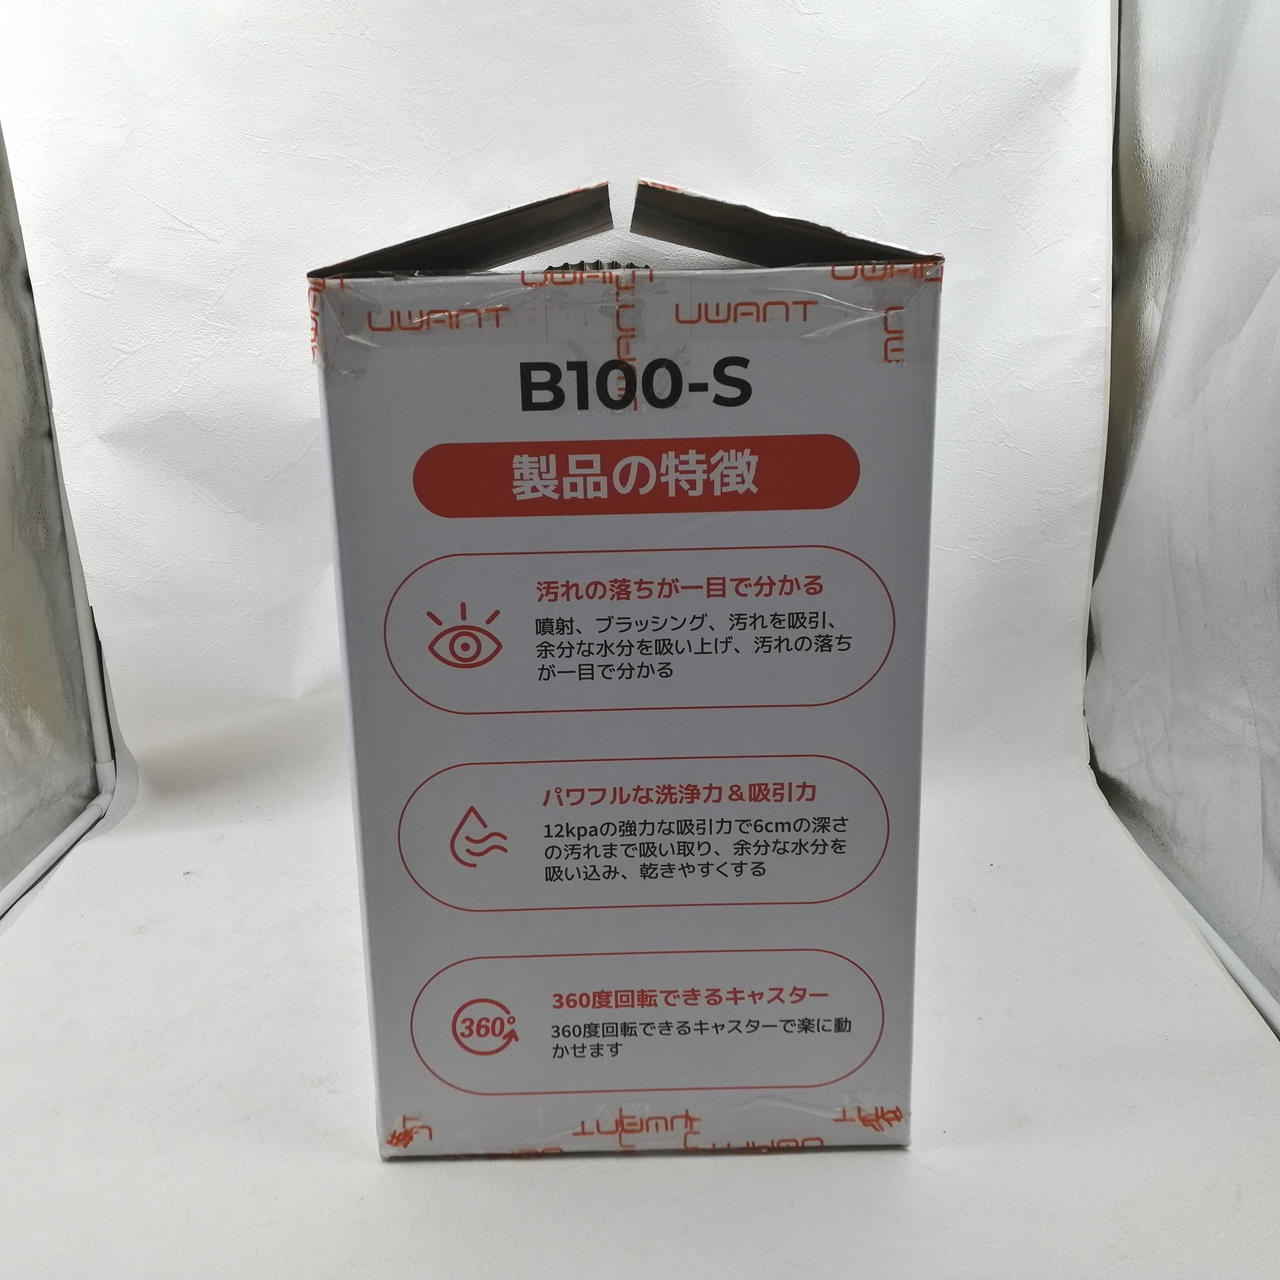 UWANT
UWANT UWANT
B100-S
製品の特徴
汚れの落ちが一目で分かる
噴射、ブラッシング、汚れを吸引、
余分な水分を吸い上げ、汚れの落ち
が一目で分かる
パワフルな洗浄力&吸引力
12kpaの強力な吸引力で6cmの深さ
の汚れまで吸い取り、余分な水分を
吸い込み、乾きやすくする
360°
360度回転できるキャスター
360度回転できるキャスターで楽に動
かせます
UWANT